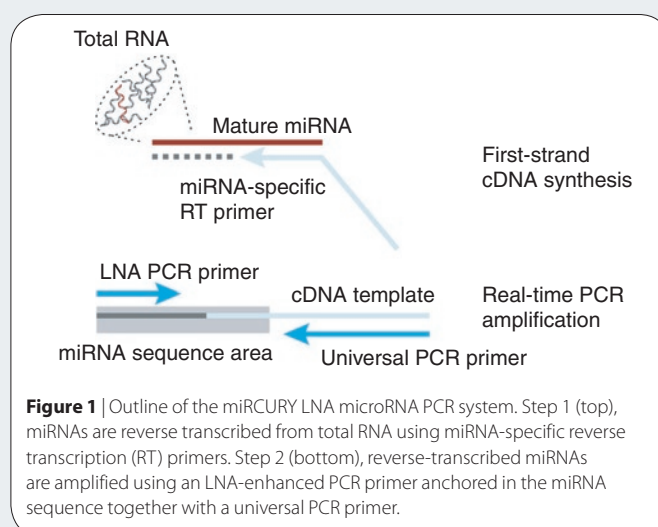 Total RNA
Mature miRNA
miRNA-specific
RT primer
First-strand
cDNA synthesis
LNA PCR primer
cDNA template
Real-time PCR
amplification
miRNA sequence area
Universal PCR primer
Figure 1 | Outline of the miRCURY LNA microRNA PCR system. Step 1 (top),
miRNAs are reverse transcribed from total RNA using miRNA-specific reverse
transcription (RT) primers. Step 2 (bottom), reverse-transcribed miRNAs
are amplified using an LNA-enhanced PCR primer anchored in the miRNA
sequence together with a universal PCR primer.